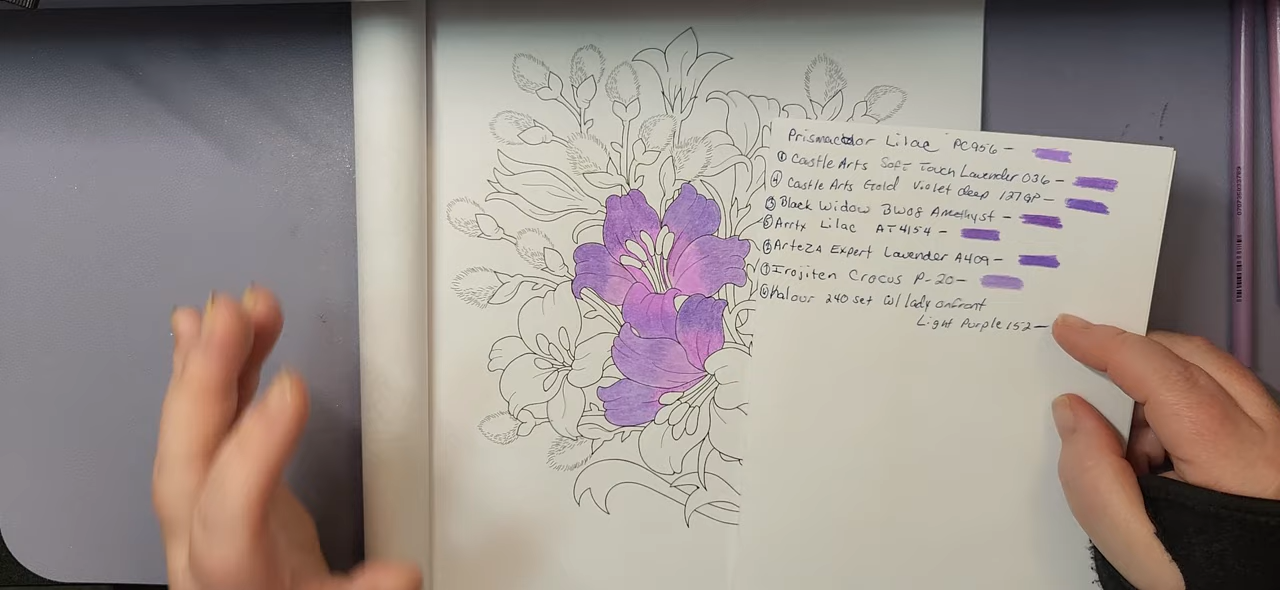 Prismacolor Lilac PC956 -
① Castle Arts Soft Touch Lavender 036 -
④ Castle Arts Gold Violet deep 127GP -
③ Black Widow BW08 Amethyst -
⑤ Arrtx Lilac AT4154 -
Arteza Expert Lavender A409 -
Irojiten Crocus P-20 -
⑥ Kalour 240 set w/ lady on front
Light Purple 152 -